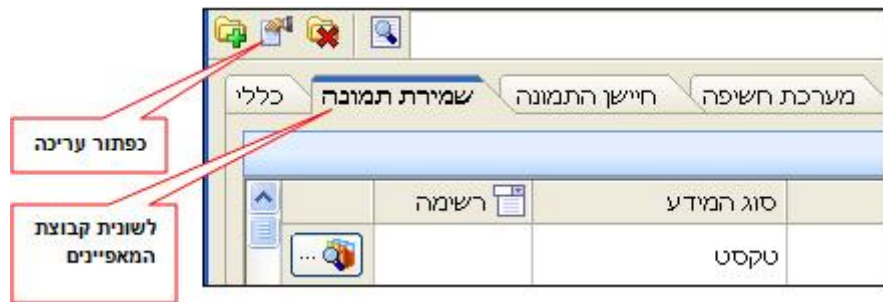 מערכת חשיפה
חיישן התמונה
שמירת תמונה
כללי
כפתור עריכה
סוג המידע
רשימה
לשונית קבוצת
המאפיינים
טקסט
...